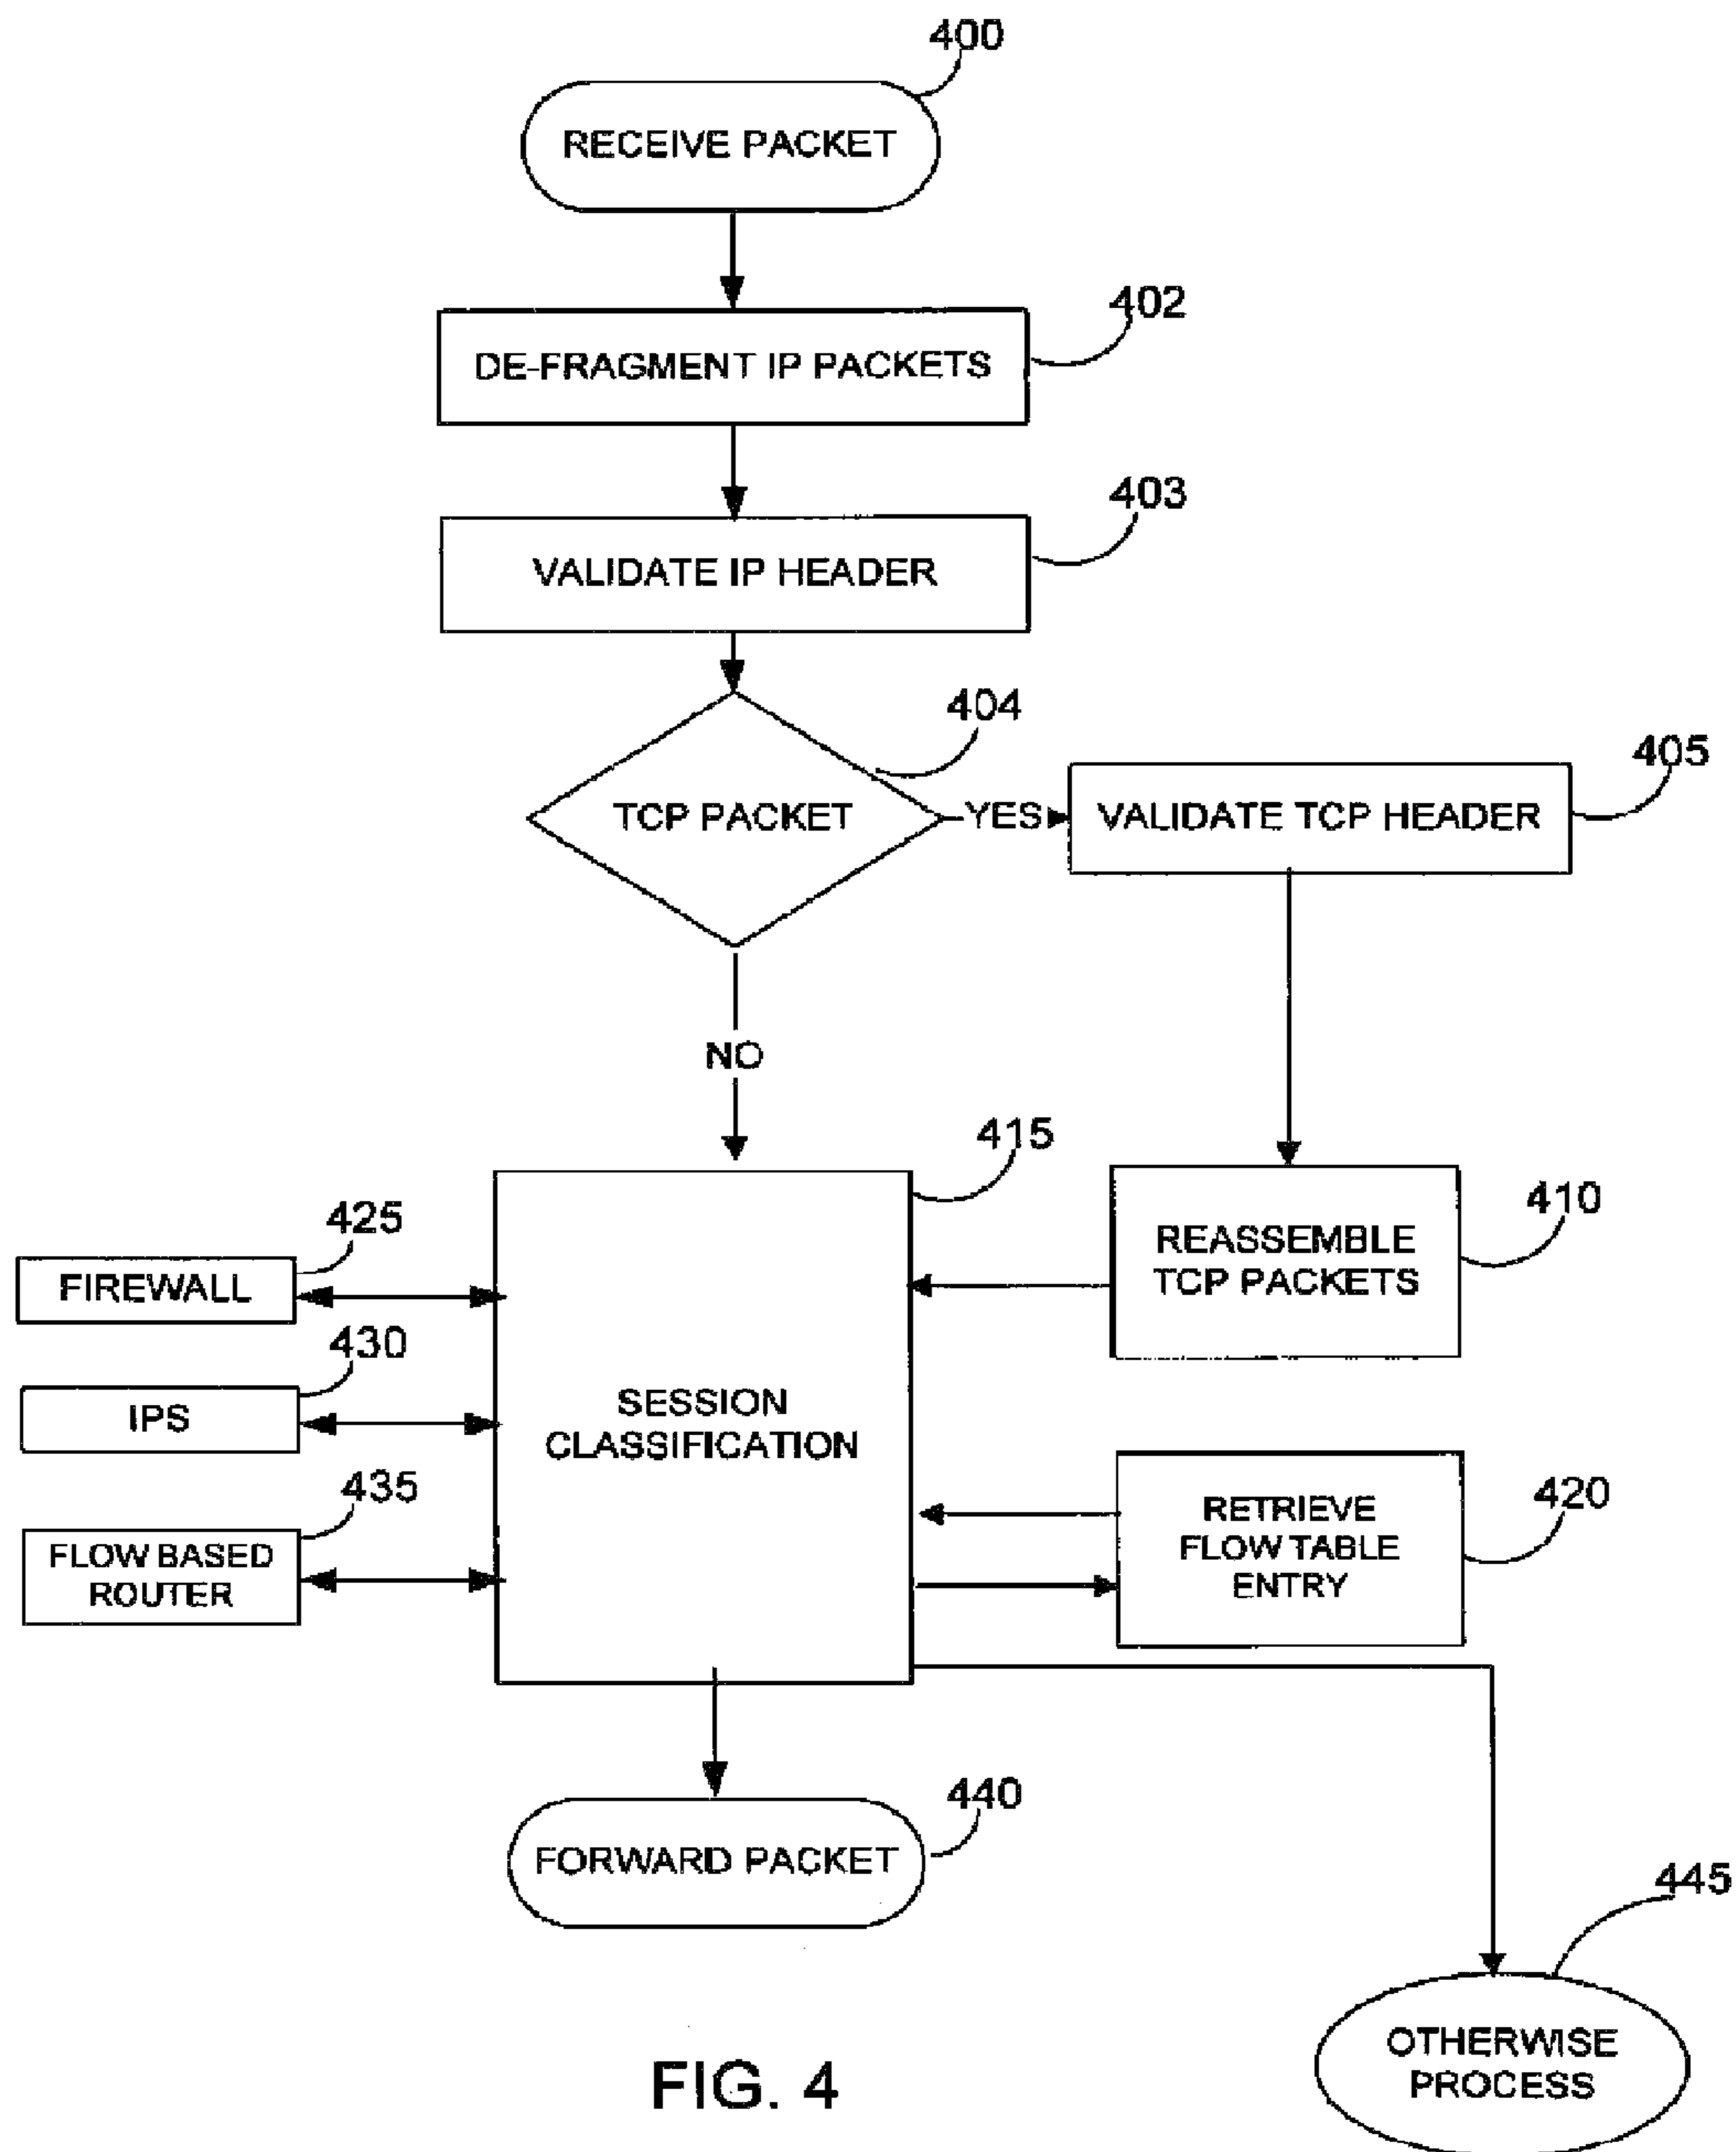 400
RECEIVE PACKET
402
DE-FRAGMENT IP PACKETS
403
VALIDATE IP HEADER
404
TCP PACKET
YES
405
VALIDATE TCP HEADER
NO
415
410
REASSEMBLE
TCP PACKETS
425
FIREWALL
430
IPS
SESSION
CLASSIFICATION
435
FLOW BASED
ROUTER
420
RETRIEVE
FLOW TABLE
ENTRY
440
FORWARD PACKET
445
OTHERWISE
PROCESS
FIG. 4